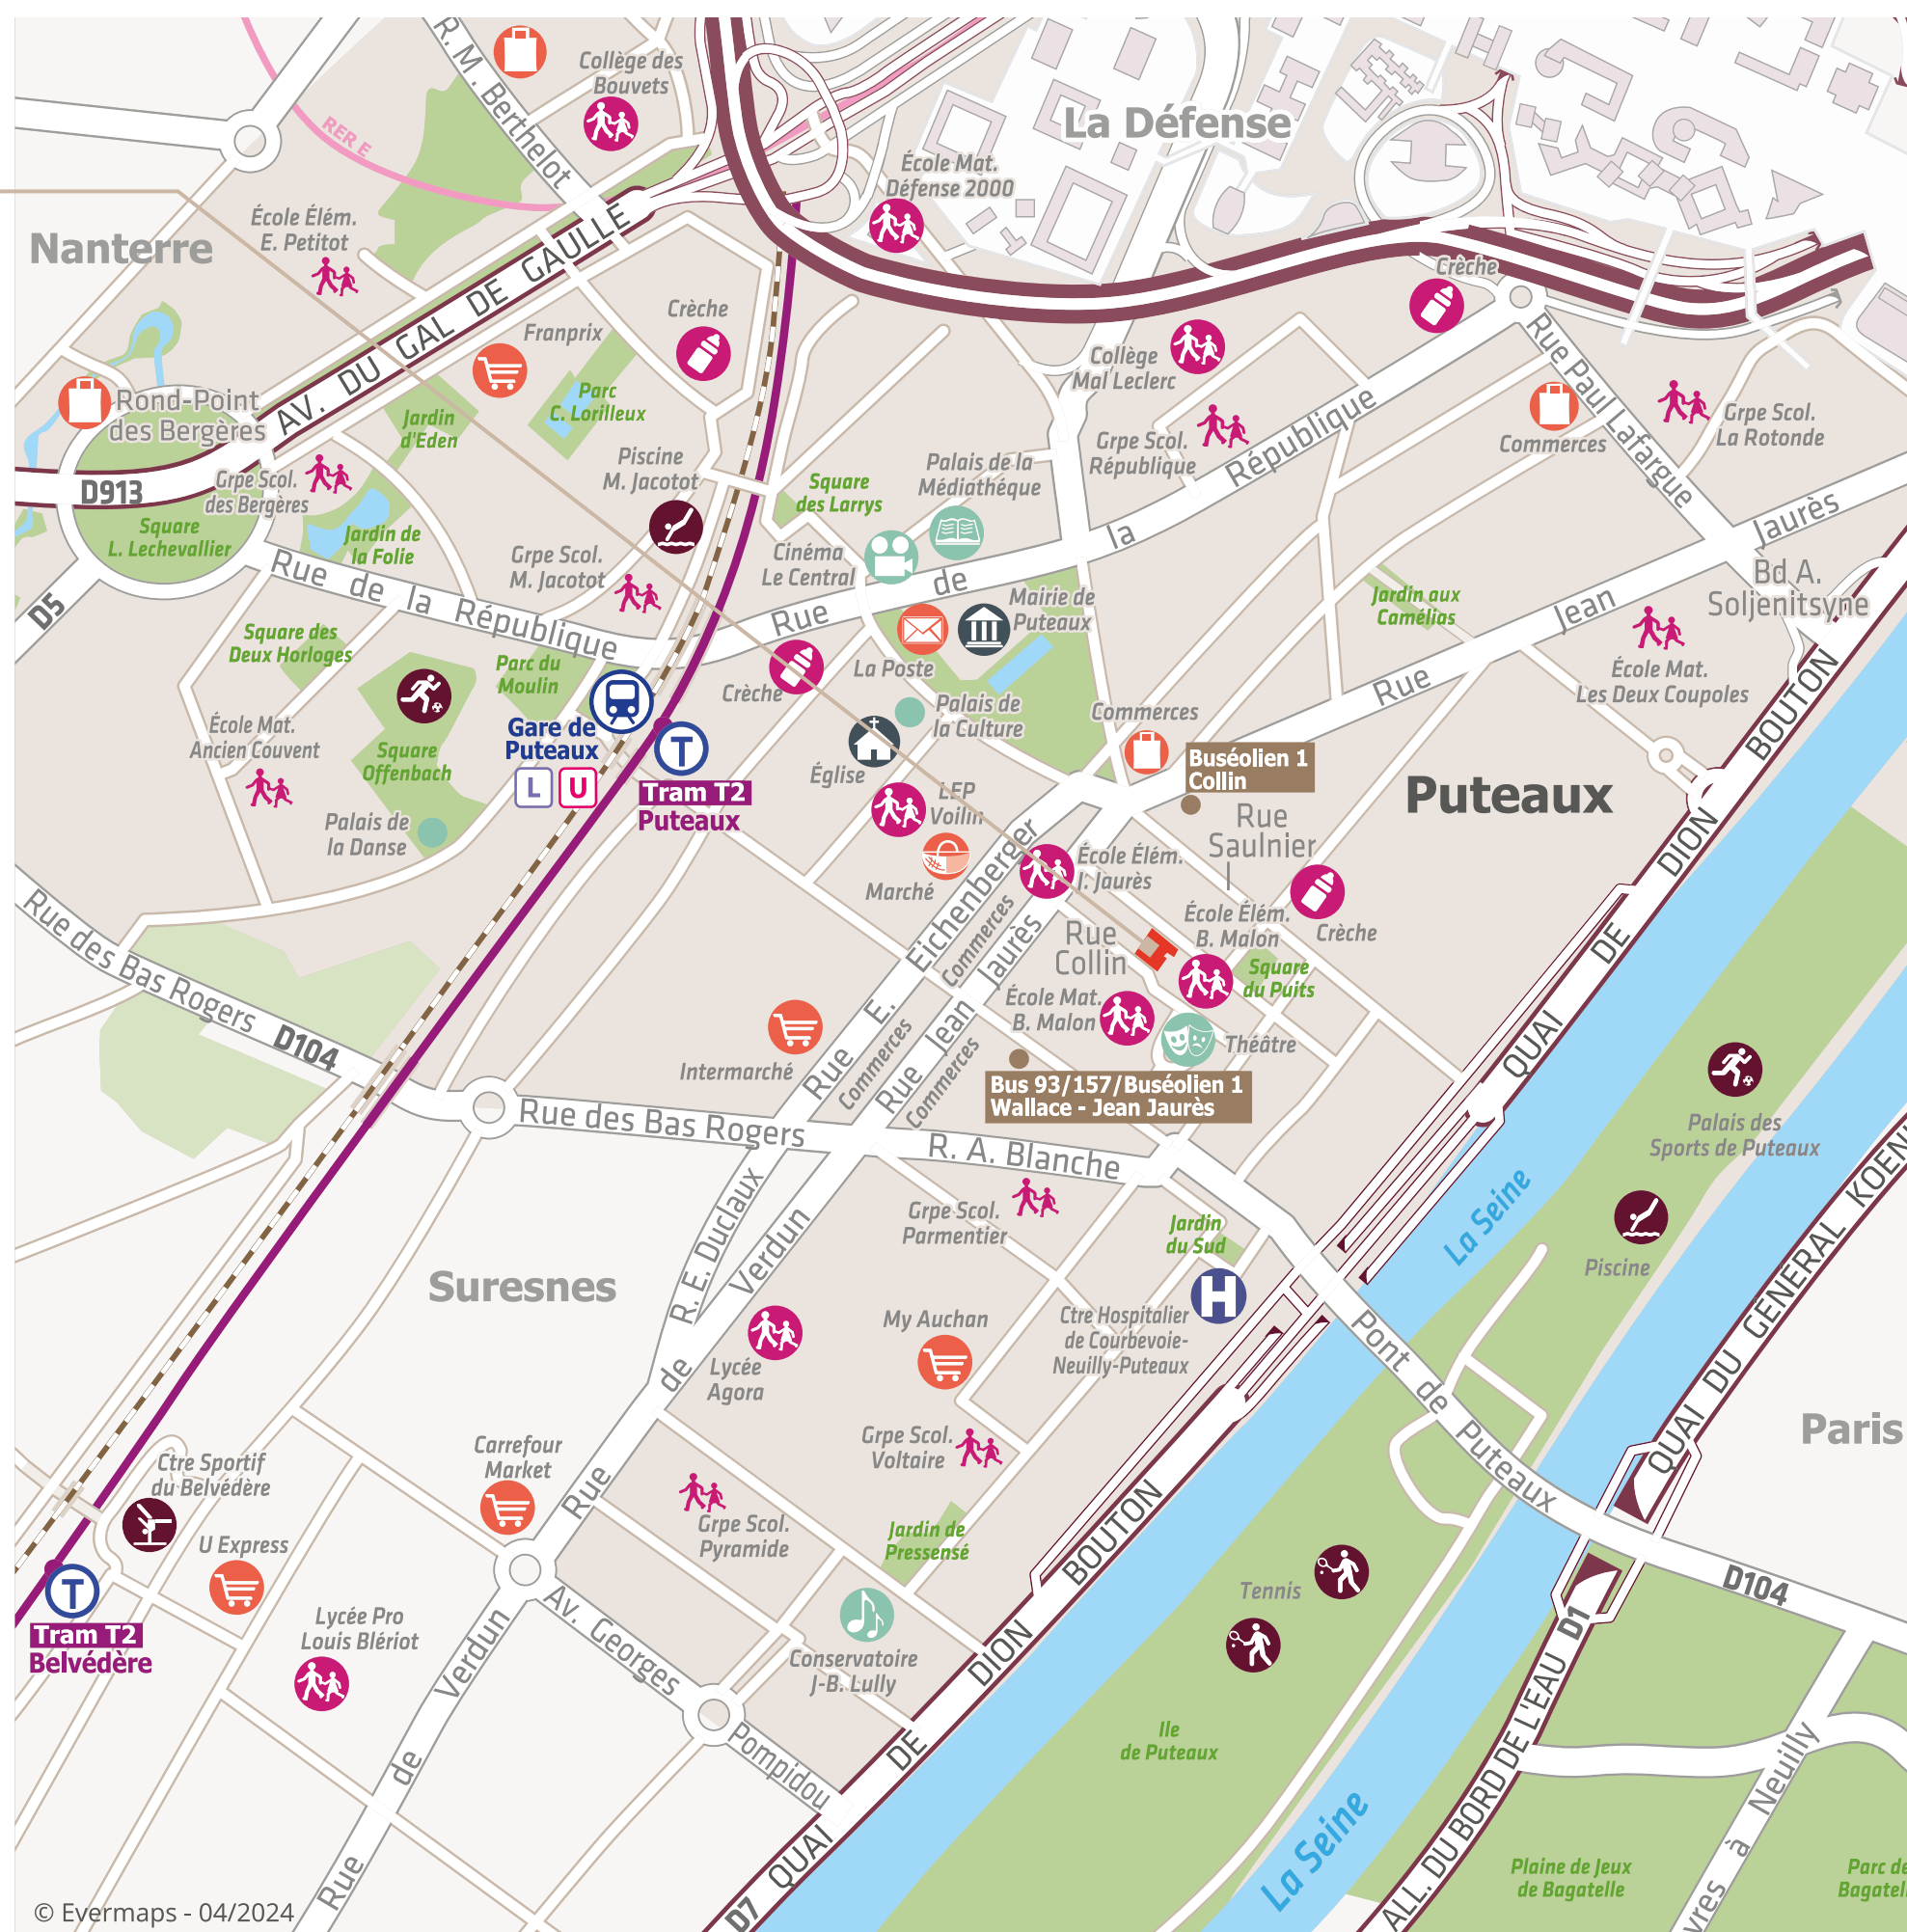 R. M. Berthelot
Collège des
Bouvets
La Défense
RER E
École Mat.
Défense 2000
École Élém.
E. Petitot
Nanterre
AV. DU GAL DE GAULLE
Crèche
Crèche
Franprix
Rue Paul Lafargue
Collège
Mal Leclerc
Parc
C. Lorilleux
Rond-Point
des Bergères
Jardin
d'Eden
Commerces
Grpe Scol.
La Rotonde
Grpe Scol.
République
Piscine
M. Jacotot
Palais de la
Médiathéque
Square
des Larrys
D913
Grpe Scol.
des Bergères
Square
L. Lechevallier
Jardin de
la Folie
Grpe Scol.
M. Jacotot
Cinéma
Le Central
Rue de la République
Rue Jean Jaurès
Bd A.
Soljenitsyne
D5
Rue de la République
Mairie de
Puteaux
Jardin aux
Camélias
Square des
Deux Horloges
Parc du
Moulin
La Poste
Crèche
École Mat.
Les Deux Coupoles
Palais de
la Culture
Commerces
École Mat.
Ancien Couvent
Square
Offenbach
Gare de
Puteaux
L
U
T
Tram T2
Puteaux
Église
Buséolien 1
Collin
Puteaux
LEP
Voilin
Rue
Saulnier
Palais de
la Danse
Marché
École Élém.
J. Jaurès
QUAI DE DION BOUTON
Rue E. Eichenberger
Commerces
Rue Jean Jaurès
Commerces
Commerces
Rue
Collin
École Élém.
B. Malon
Crèche
Square
du Puits
École Mat.
B. Malon
Théâtre
Rue des Bas Rogers D104
Intermarché
Bus 93/157/Buséolien 1
Wallace - Jean Jaurès
Rue des Bas Rogers
R. A. Blanche
Palais des
Sports de Puteaux
La Seine
Piscine
Grpe Scol.
Parmentier
Jardin
du Sud
H
Ctre Hospitalier
de Courbevoie-
Neuilly-Puteaux
R. E. Duclaux
Suresnes
Lycée
Agora
My Auchan
QUAI DU GÉNÉRAL KOEN
Pont de Puteaux
Paris
Carrefour
Market
Grpe Scol.
Voltaire
Ctre Sportif
du Belvédère
U Express
Grpe Scol.
Pyramide
Jardin de
Pressensé
T
Tram T2
Belvédère
Lycée Pro
Louis Blériot
Rue de Verdun
Av. Georges Pompidou
Conservatoire
J-B. Lully
Tennis
D104
Ile
de Puteaux
ALL. DU BORD DE L'EAU D1
Rue de Verdun
D7 QUAI DE DION BOUTON
La Seine
Plaine de Jeux
de Bagatelle
vres à Neuilly
Parc de
Bagatel
© Evermaps - 04/2024